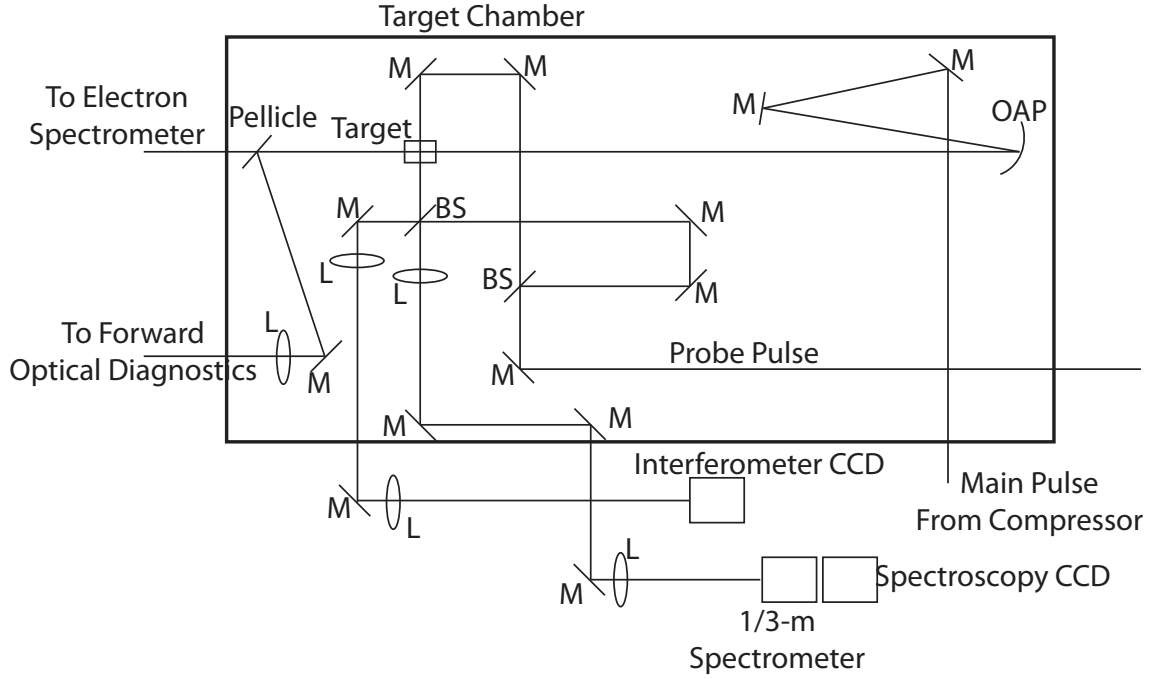 Target Chamber
M
M
M
To Electron
Spectrometer
Pellicle
Target
M
OAP
M
BS
M
L
L
BS
M
To Forward
Optical Diagnostics
L
M
Probe Pulse
M
M
M
Interferometer CCD
M
L
Main Pulse
From Compressor
L
M
Spectroscopy CCD
1/3-m
Spectrometer